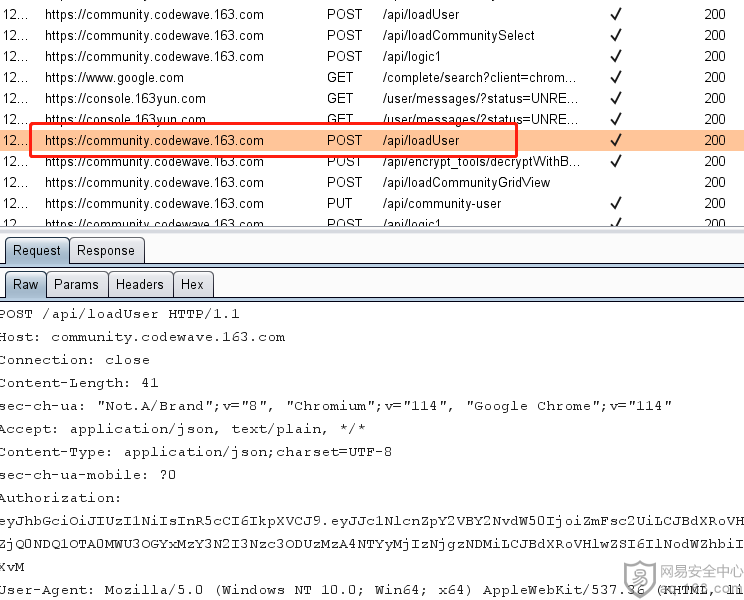 12... https://community.codewave.163.com POST /api/loadUser ✓ 200
12... https://community.codewave.163.com POST /api/loadCommunitySelect ✓ 200
12... https://community.codewave.163.com POST /api/logic1 ✓ 200
12... https://www.google.com GET /complete/search?client=chrom... ✓ 200
12... https://console.163yun.com GET /user/messages/?status=UNRE... ✓ 200
12... https://console.163yun.com GET /user/messages/?status=UNRE... ✓ 200
12... https://community.codewave.163.com POST /api/loadUser ✓ 200
12... https://community.codewave.163.com POST /api/encrypt_tools/decryptWithB... ✓ 200
12... https://community.codewave.163.com POST /api/loadCommunityGridView 200
12... https://community.codewave.163.com PUT /api/community-user ✓ 200
12... https://community.codewave.163.com POST /api/logic1 ✓ 200
Request Response
Raw Params Headers Hex
POST /api/loadUser HTTP/1.1
Host: community.codewave.163.com
Connection: close
Content-Length: 41
sec-ch-ua: "Not.A/Brand";v="8", "Chromium";v="114", "Google Chrome";v="114"
Accept: application/json, text/plain, */*
Content-Type: application/json;charset=UTF-8
sec-ch-ua-mobile: ?0
Authorization:
eyJhbGciOiJIUzI1NiIsInR5cCI6IkpXVCJ9.eyJJc1NlcnZpY2VBY2NvdW50IjoiZmFsc2UiLCJBdXRoVH
ZjQ0NDQ1OTA0MWU3OGYxMzY3N2I3Nzc3ODUzMzA4NTYyMjIzNjgzNDMiLCJBdXRoVHlwZSI6IlNodWZhbiI
XvM
User-Agent: Mozilla/5.0 (Windows NT 10.0; Win64; x64) AppleWebKit/537.36 (KHTML, li
网易安全中心